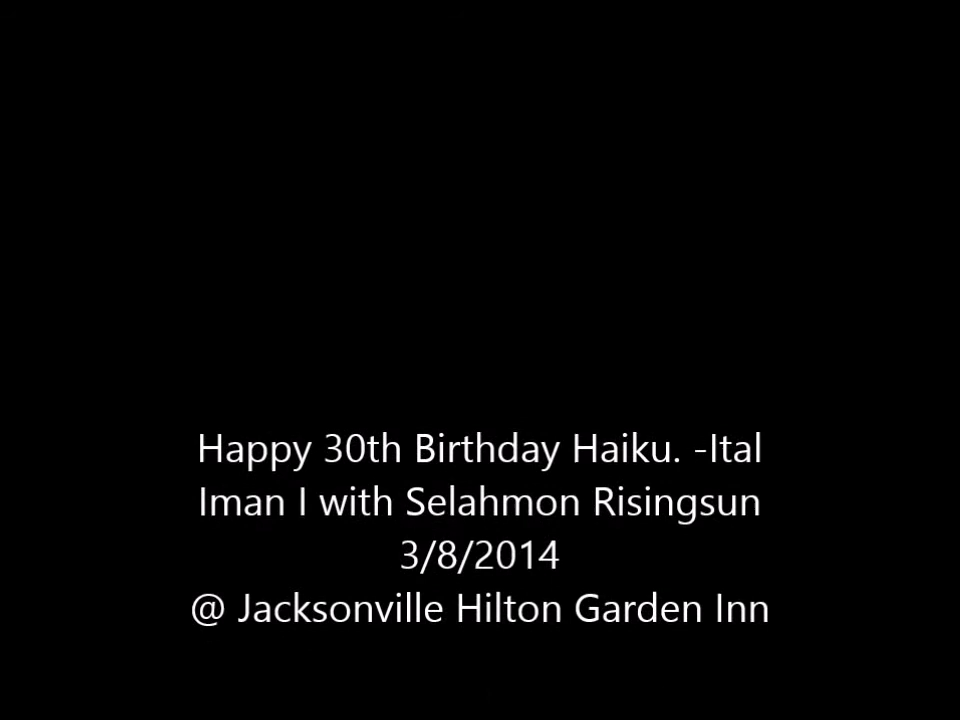 Happy 30th Birthday Haiku. -Ital
Iman I with Selahmon Risingsun
3/8/2014
@ Jacksonville Hilton Garden Inn